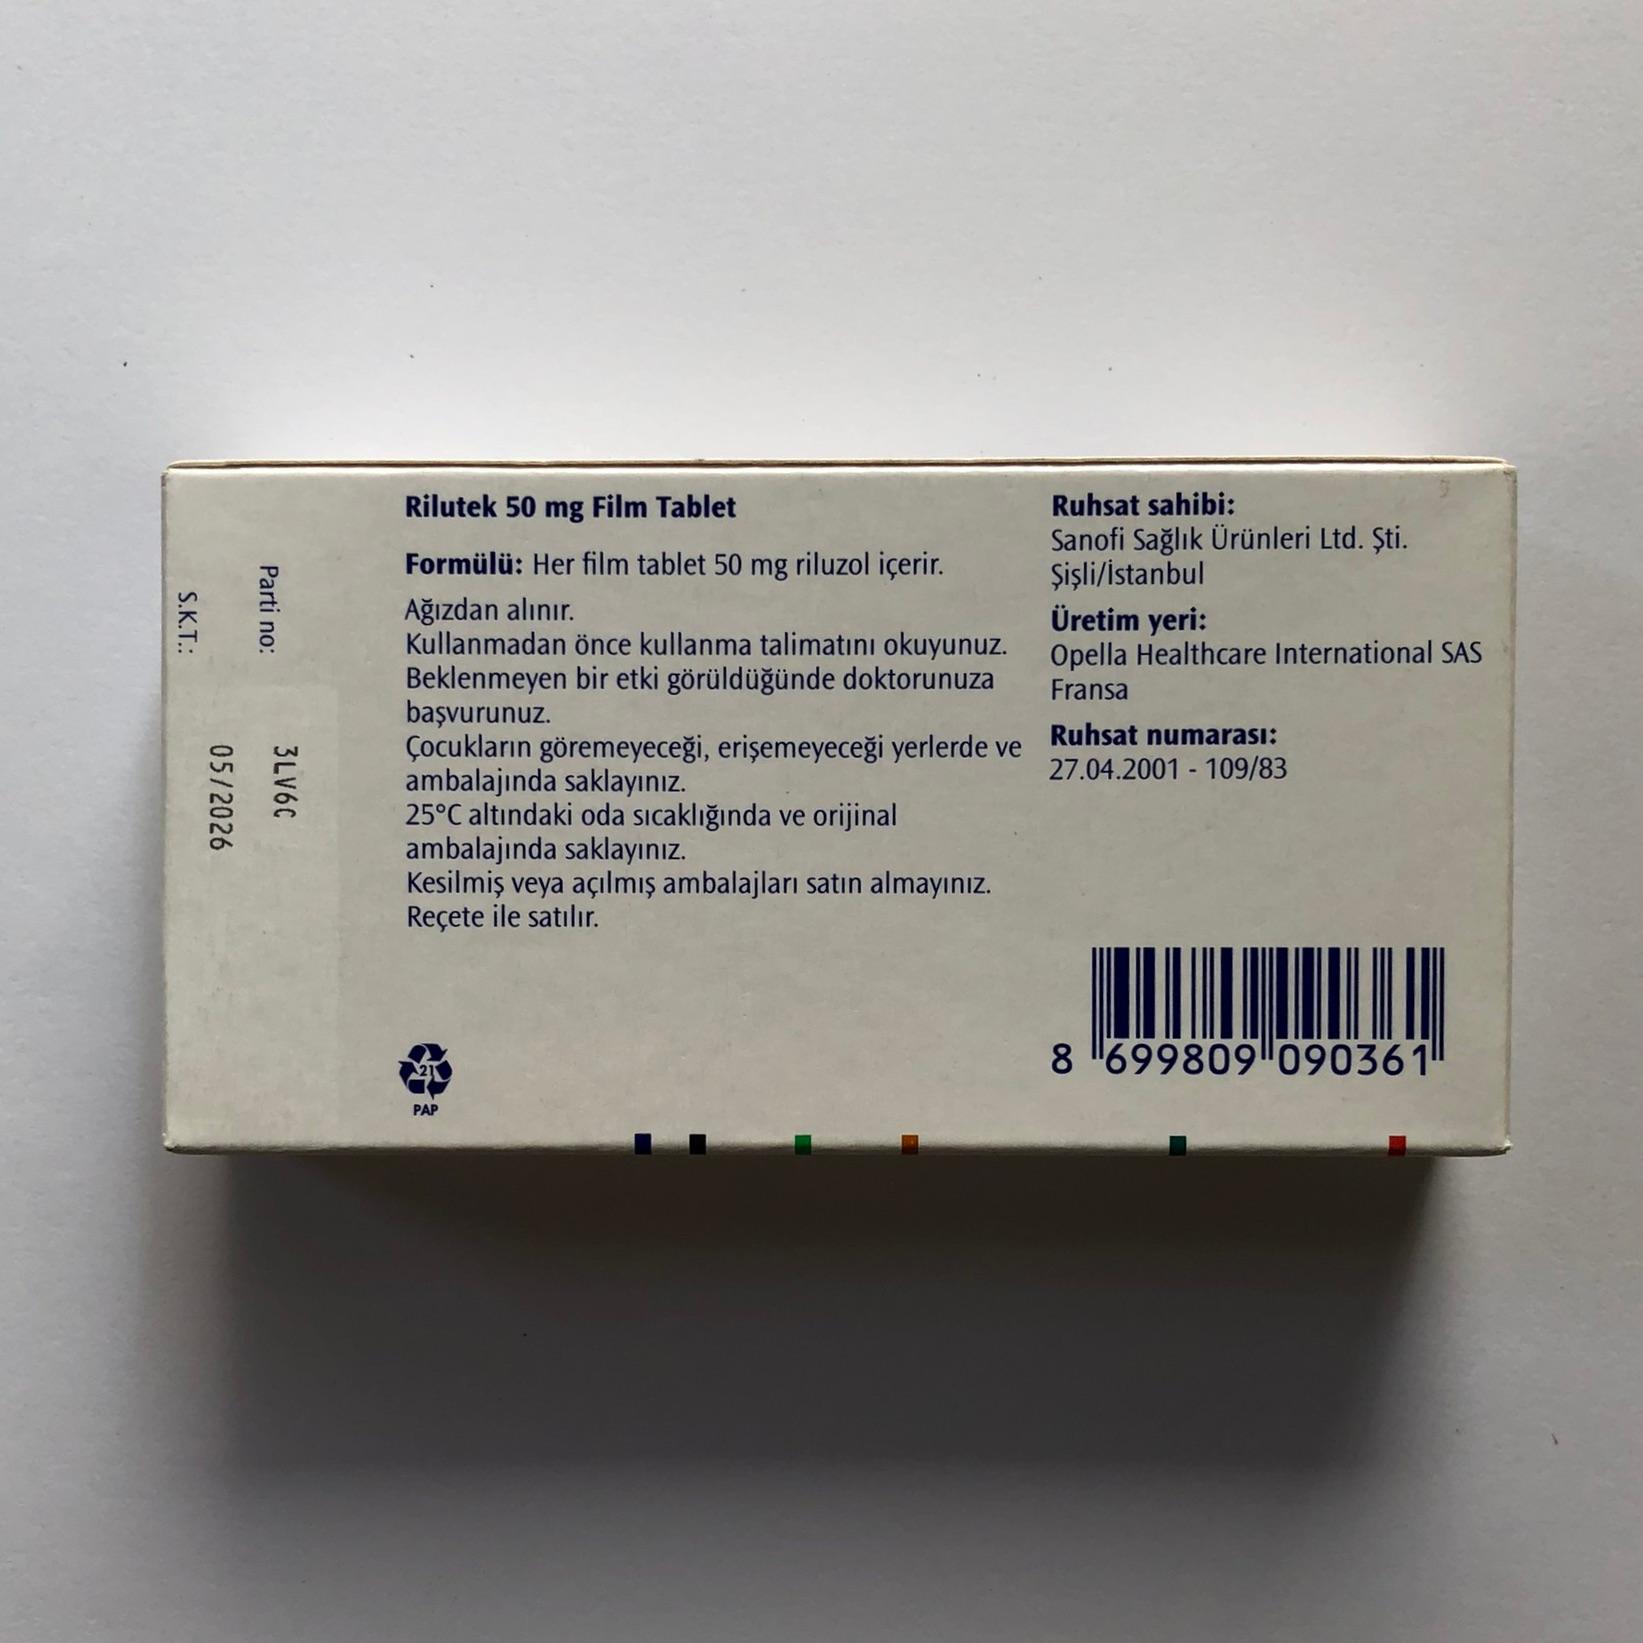 Rilutek 50 mg Film Tablet
Formülü: Her film tablet 50 mg riluzol içerir.
Ağızdan alınır.
Kullanmadan önce kullanma talimatını okuyunuz.
Beklenmeyen bir etki görüldüğünde doktorunuza
başvurunuz.
Çocukların göremeyeceği, erişemeyeceği yerlerde ve
ambalajında saklayınız.
25°C altındaki oda sıcaklığında ve orijinal
ambalajında saklayınız.
Kesilmiş veya açılmış ambalajları satın almayınız.
Reçete ile satılır.
Ruhsat sahibi:
Sanofi Sağlık Ürünleri Ltd. Şti.
Şişli/İstanbul
Üretim yeri:
Opella Healthcare International SAS
Fransa
Ruhsat numarası:
27.04.2001 - 109/83
8 699809 090361
21
PAP
Parti no: 3LV6C
S.K.T.: 05/2026